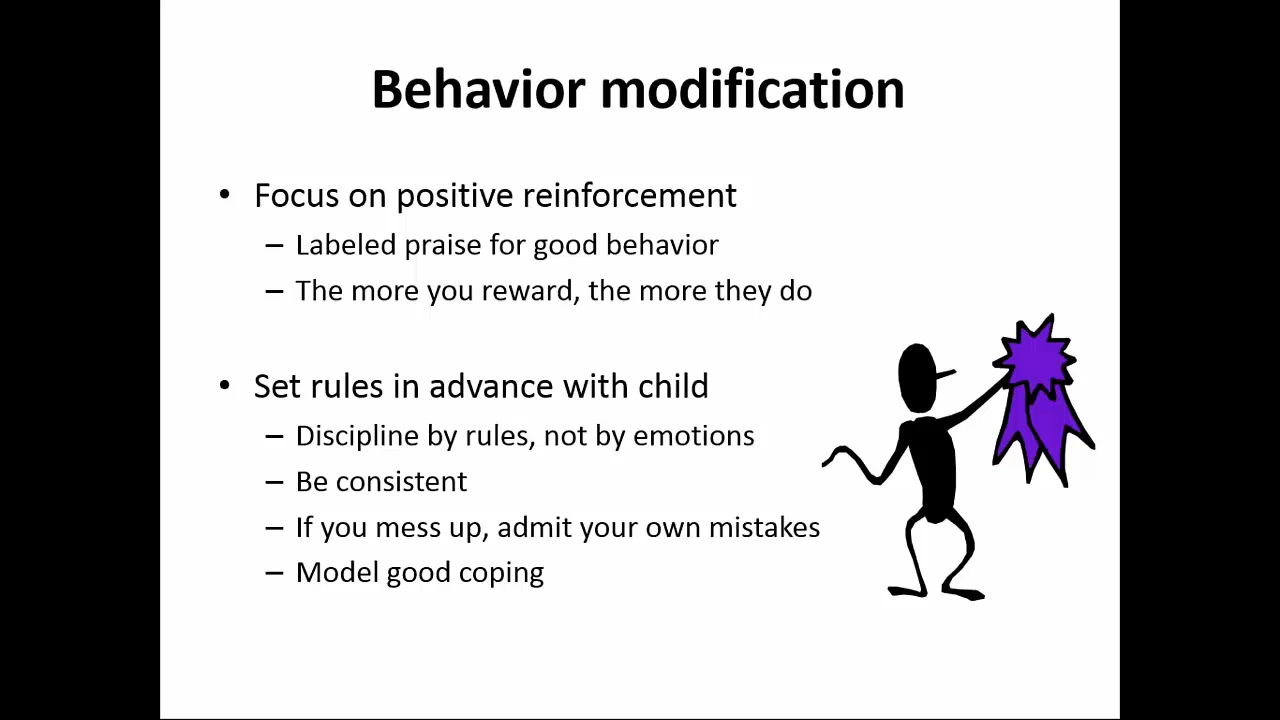 Behavior modification
• Focus on positive reinforcement
– Labeled praise for good behavior
– The more you reward, the more they do
• Set rules in advance with child
– Discipline by rules, not by emotions
– Be consistent
– If you mess up, admit your own mistakes
– Model good coping